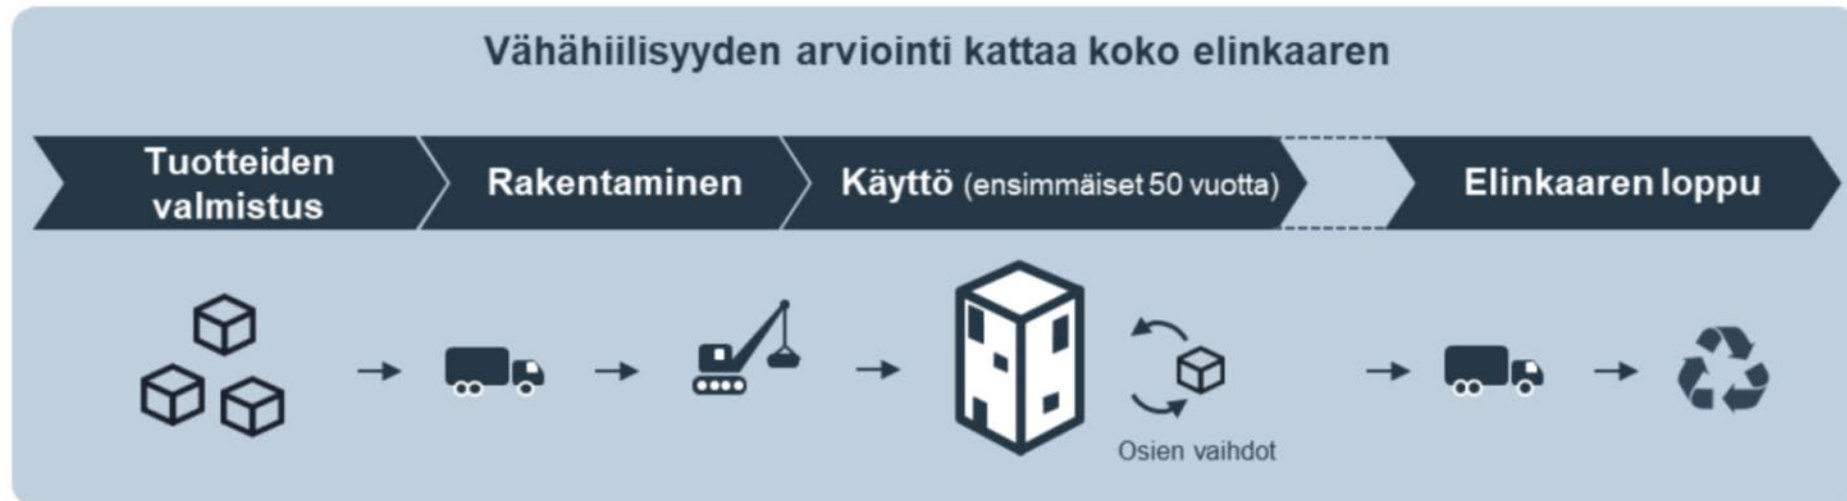 Vähähiilisyyden arviointi kattaa koko elinkaaren
Tuotteiden
valmistus
Rakentaminen
Käyttö (ensimmäiset 50 vuotta)
Elinkaaren loppu
Osien vaihdot